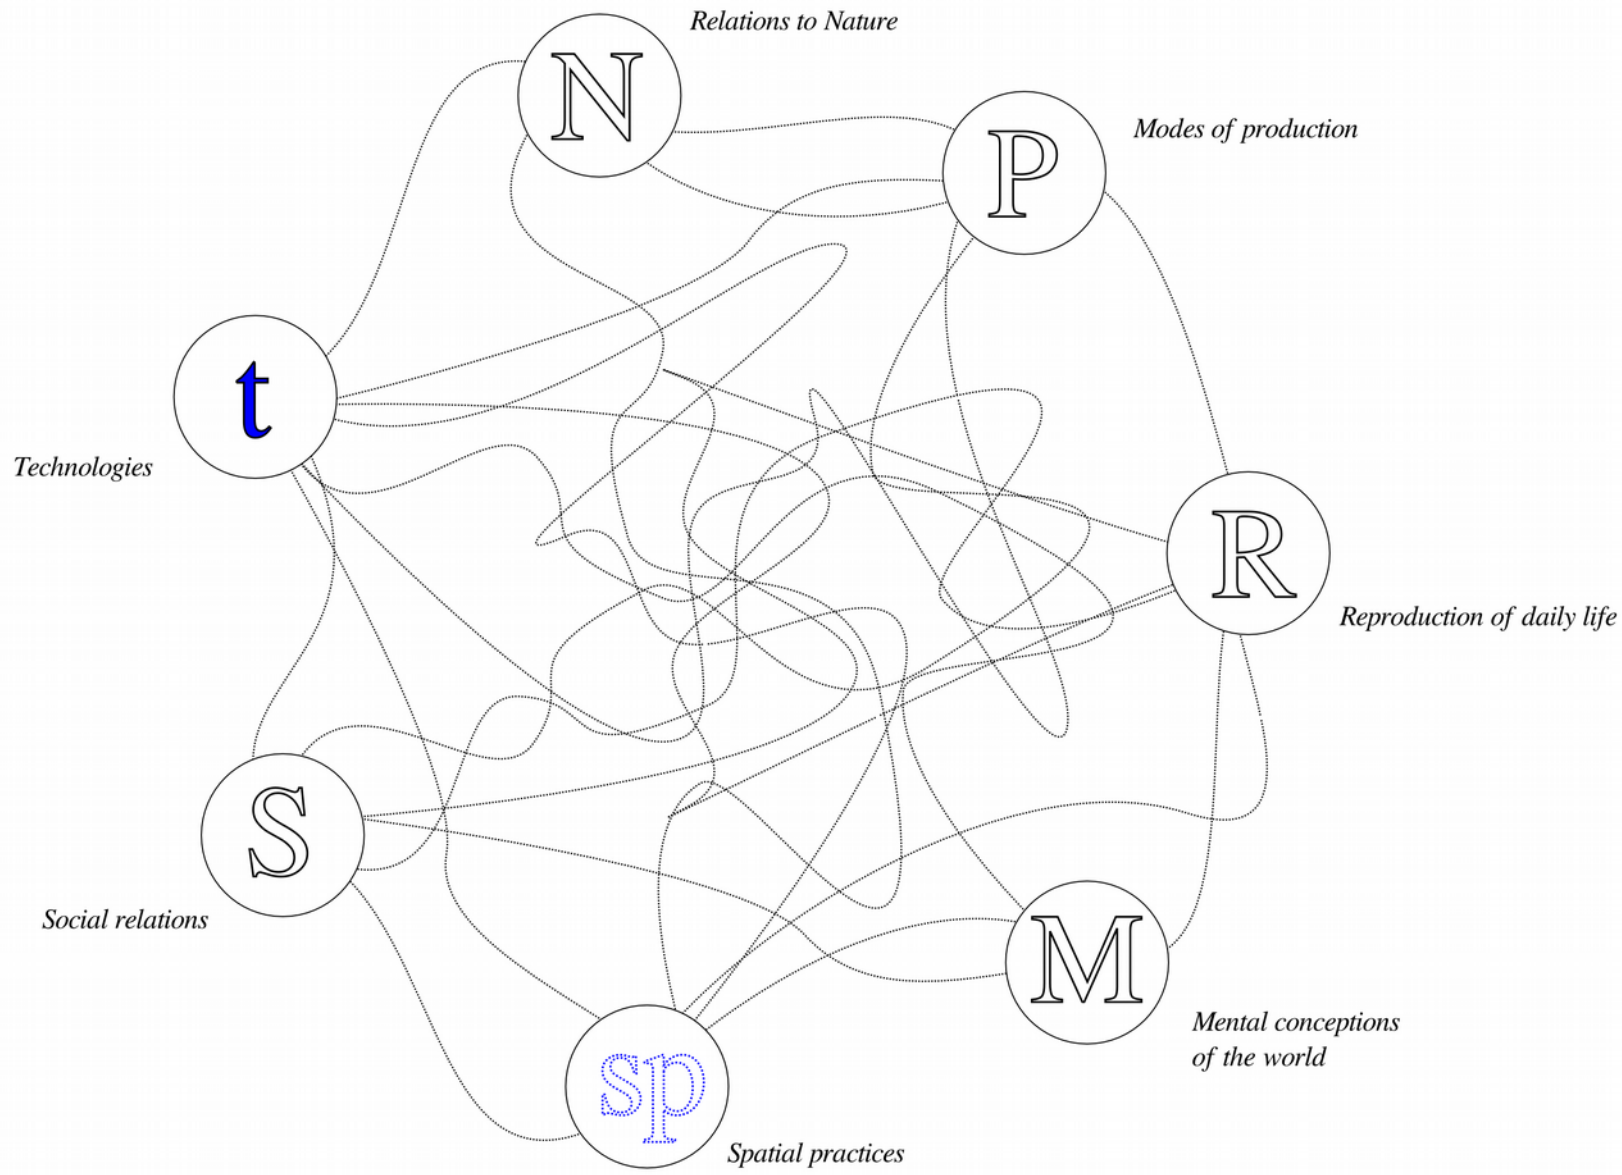 Relations to Nature
N
P
Modes of production
t
Technologies
R
Reproduction of daily life
S
Social relations
M
Mental conceptions
of the world
sp
Spatial practices